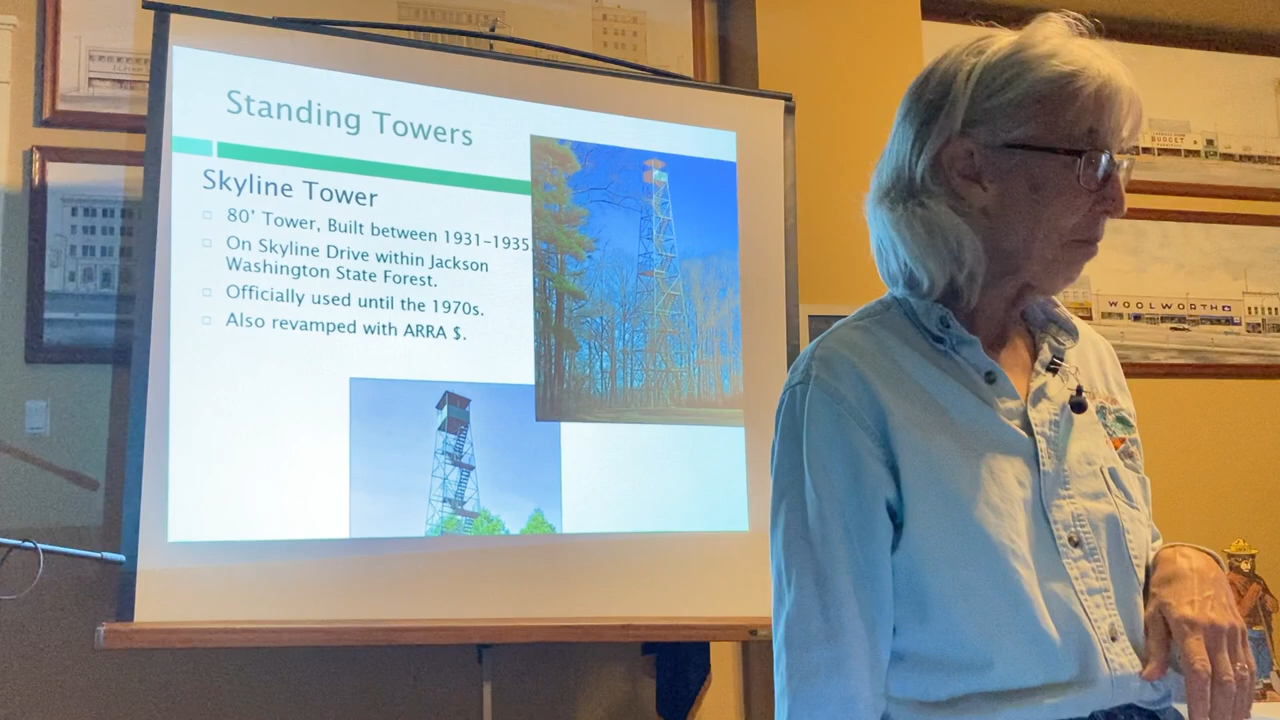 Standing Towers
Skyline Tower
80' Tower, Built between 1931-1935
On Skyline Drive within Jackson
Washington State Forest.
Officially used until the 1970s.
Also revamped with ARRA $.
BUDGET
WOOLWORTH